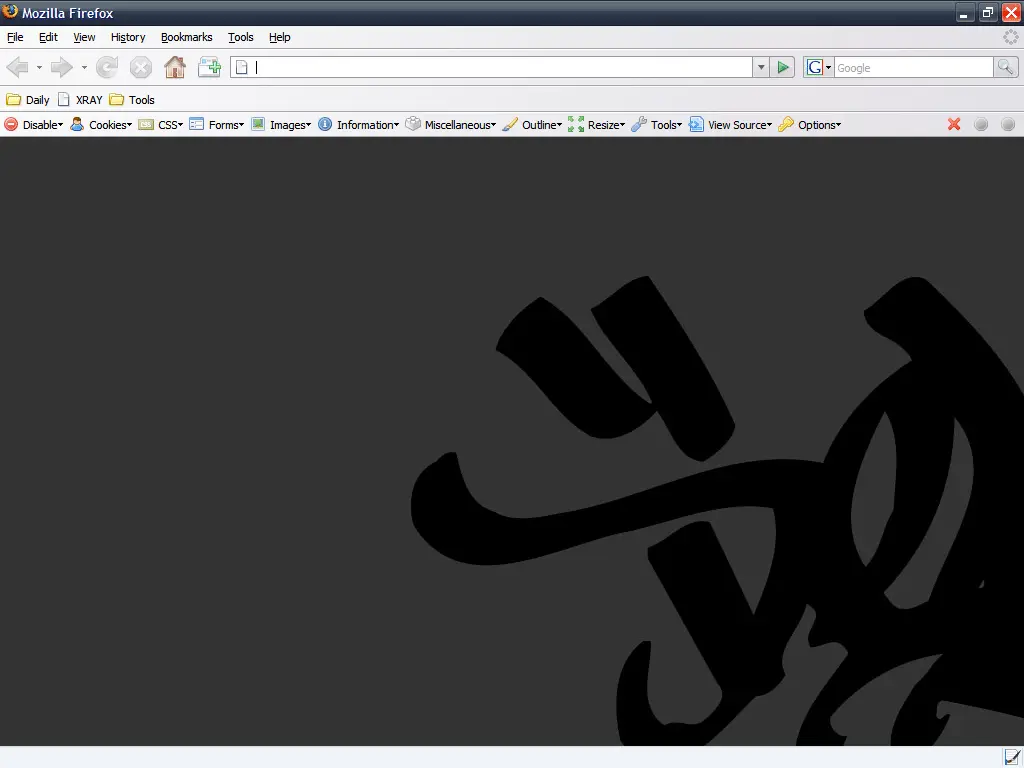 Mozilla Firefox
File Edit View History Bookmarks Tools Help
G Google
Daily XRAY Tools
Disable Cookies CSS Forms Images Information Miscellaneous Outline Resize Tools View Source Options